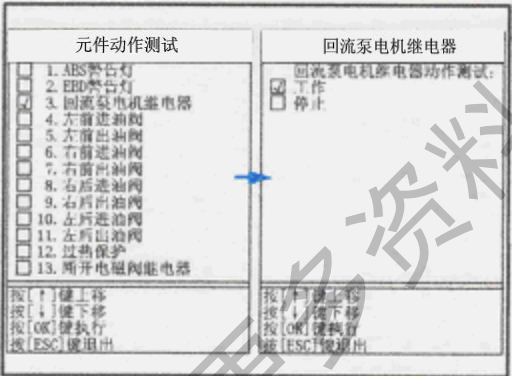 元件动作测试
1. ABS警告灯
2. EBD警告灯
3. 回流泵电机继电器
4. 左前进油阀
5. 左前出油阀
6. 右前进油阀
7. 右前出油阀
8. 右后进油阀
9. 右后出油阀
10. 左后进油阀
11. 左后出油阀
12. 过热保护
13. 断开电磁阀继电器
按[↑]键上移
按[↓]键下移
按[OK]键执行
按[ESC]键退出
回流泵电机继电器
回流泵电机继电器动作测试:
工作
停止
按[↑]键上移
按[↓]键下移
按[OK]键执行
按[ESC]键退出
更多资料